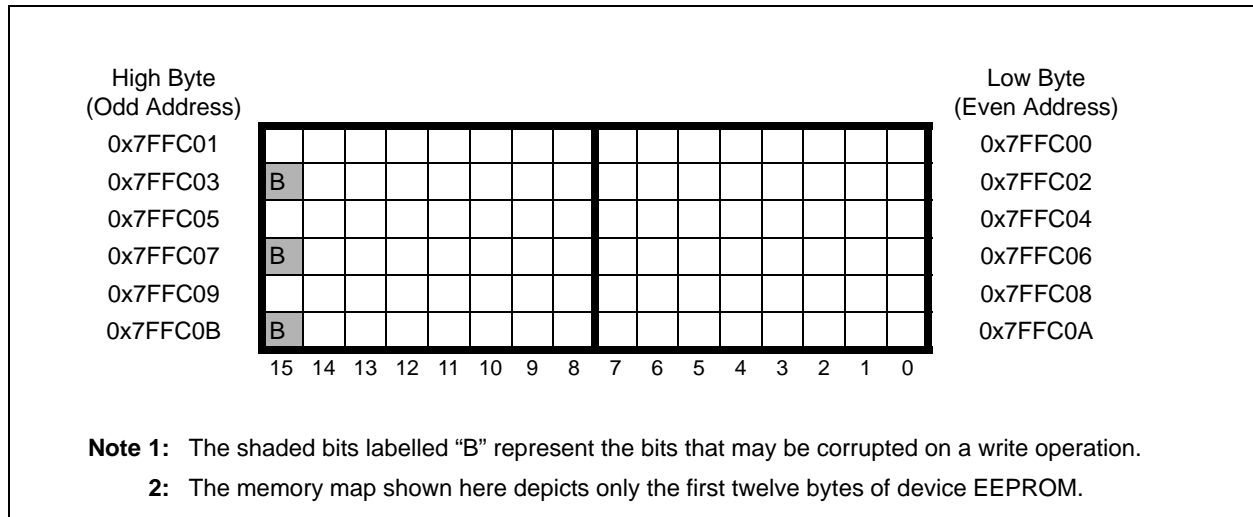 High Byte
(Odd Address)
Low Byte
(Even Address)
0x7FFC01
0x7FFC00
0x7FFC03 B
0x7FFC02
0x7FFC05
0x7FFC04
0x7FFC07 B
0x7FFC06
0x7FFC09
0x7FFC08
0x7FFC0B B
0x7FFC0A
15 14 13 12 11 10 9 8 7 6 5 4 3 2 1 0
Note 1: The shaded bits labelled “B” represent the bits that may be corrupted on a write operation.
2: The memory map shown here depicts only the first twelve bytes of device EEPROM.